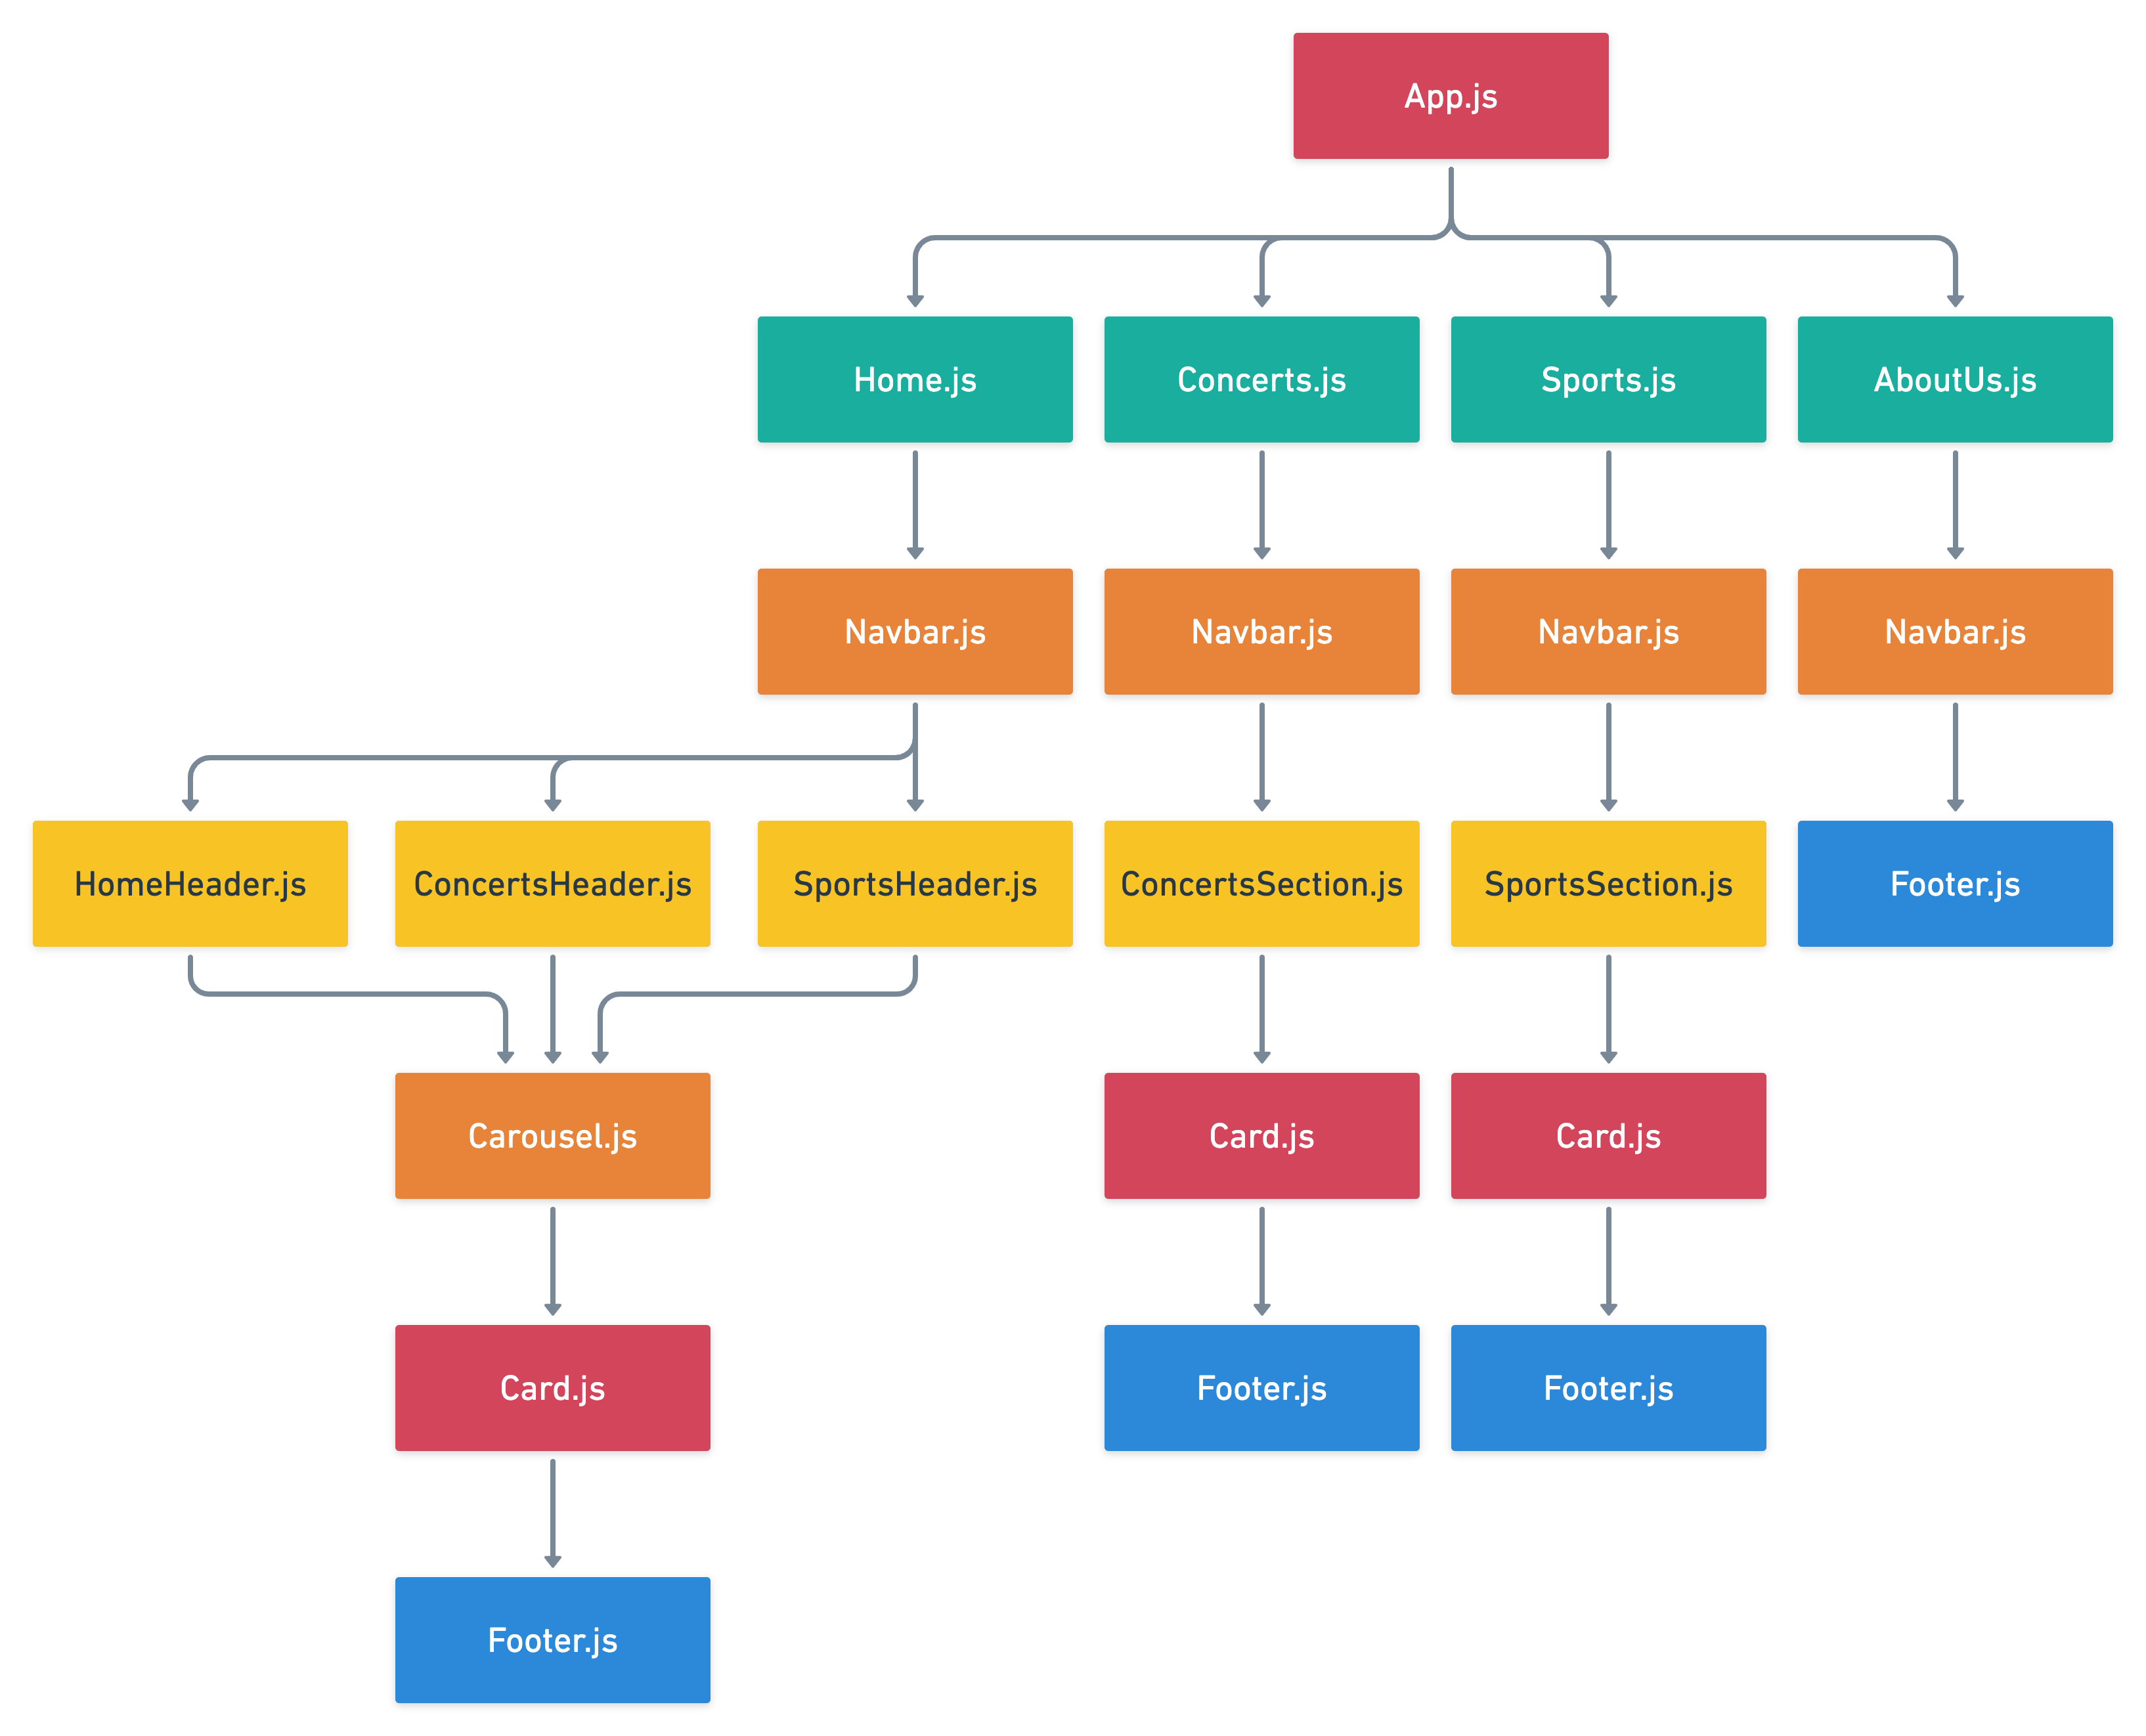 App.js
Home.js
Concerts.js
Sports.js
AboutUs.js
Navbar.js
Navbar.js
Navbar.js
Navbar.js
HomeHeader.js
ConcertsHeader.js
SportsHeader.js
ConcertsSection.js
SportsSection.js
Footer.js
Carousel.js
Card.js
Card.js
Card.js
Footer.js
Footer.js
Footer.js